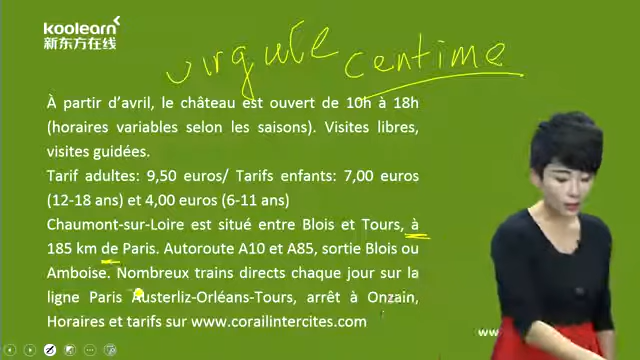 koolearn
新东方在线
virgule
centime
À partir d'avril, le château est ouvert de 10h à 18h
(horaires variables selon les saisons). Visites libres,
visites guidées.
Tarif adultes: 9,50 euros/ Tarifs enfants: 7,00 euros
(12-18 ans) et 4,00 euros (6-11 ans)
Chaumont-sur-Loire est situé entre Blois et Tours, à
185 km de Paris. Autoroute A10 et A85, sortie Blois ou
Amboise. Nombreux trains directs chaque jour sur la
ligne Paris Austerliz-Orléans-Tours, arrêt à Onzain,
Horaires et tarifs sur www.corailintercites.com